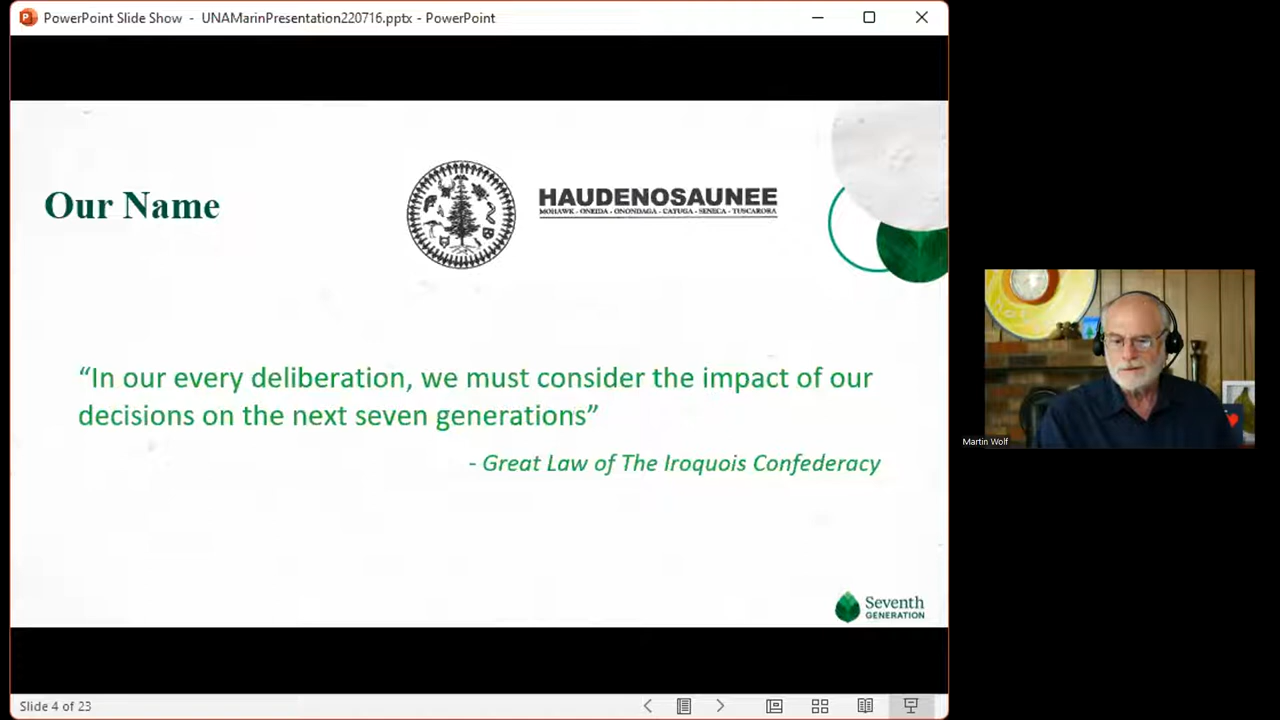 PowerPoint Slide Show - UNAMarinPresentation220716.pptx - PowerPoint
Our Name
HAUDENOSAUNEE
MOHAWK - ONEIDA - ONONDAGA - CAYUGA - SENECA - TUSCARORA
“In our every deliberation, we must consider the impact of our
decisions on the next seven generations”
- Great Law of The Iroquois Confederacy
Seventh
GENERATION
Slide 4 of 23
Martin Wolf